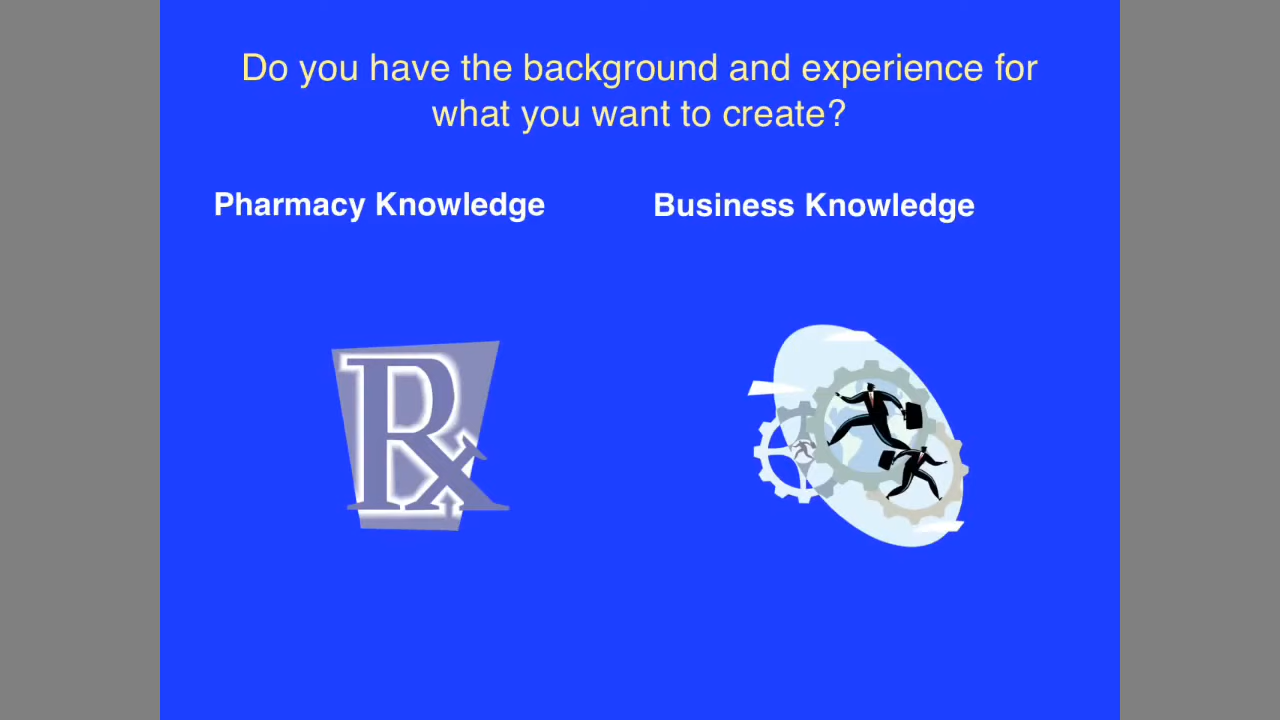 Do you have the background and experience for
what you want to create?
Pharmacy Knowledge
Business Knowledge
Rx